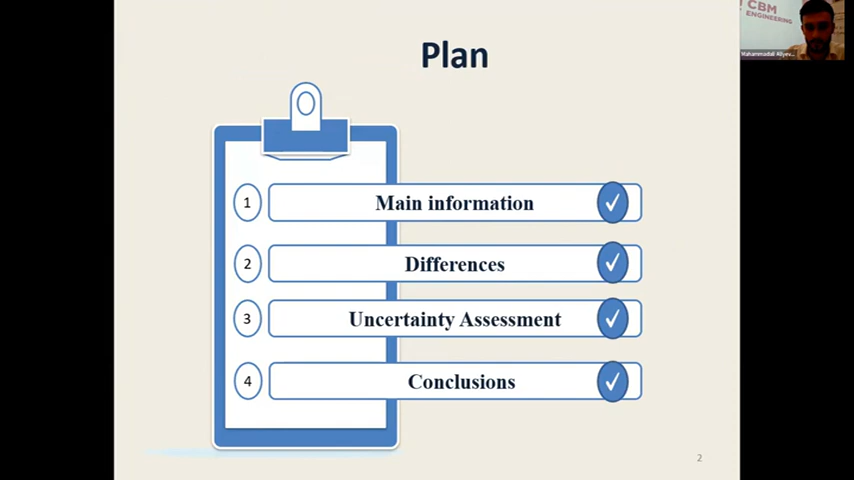 Plan
1 Main information
2 Differences
3 Uncertainty Assessment
4 Conclusions
2
CBM
ENGINEERING